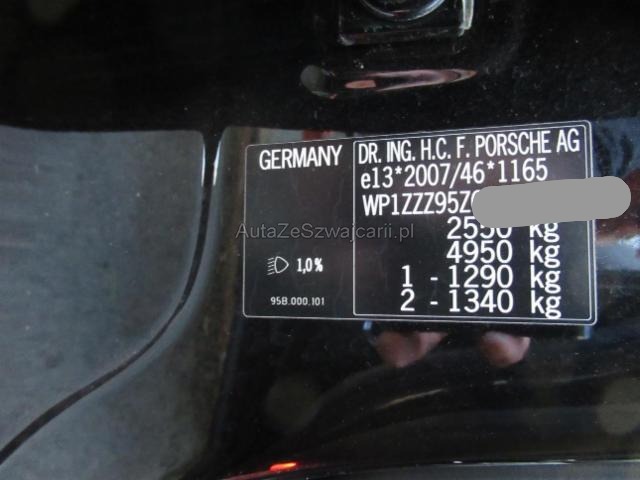 GERMANY
1,0%
95B.000.101
DR. ING. H.C. F. PORSCHE AG
e13*2007/46*1165
WP1ZZZ95Z
2550 kg
4950 kg
1 - 1290 kg
2 - 1340 kg
AutaZeSzwajcarii.pl